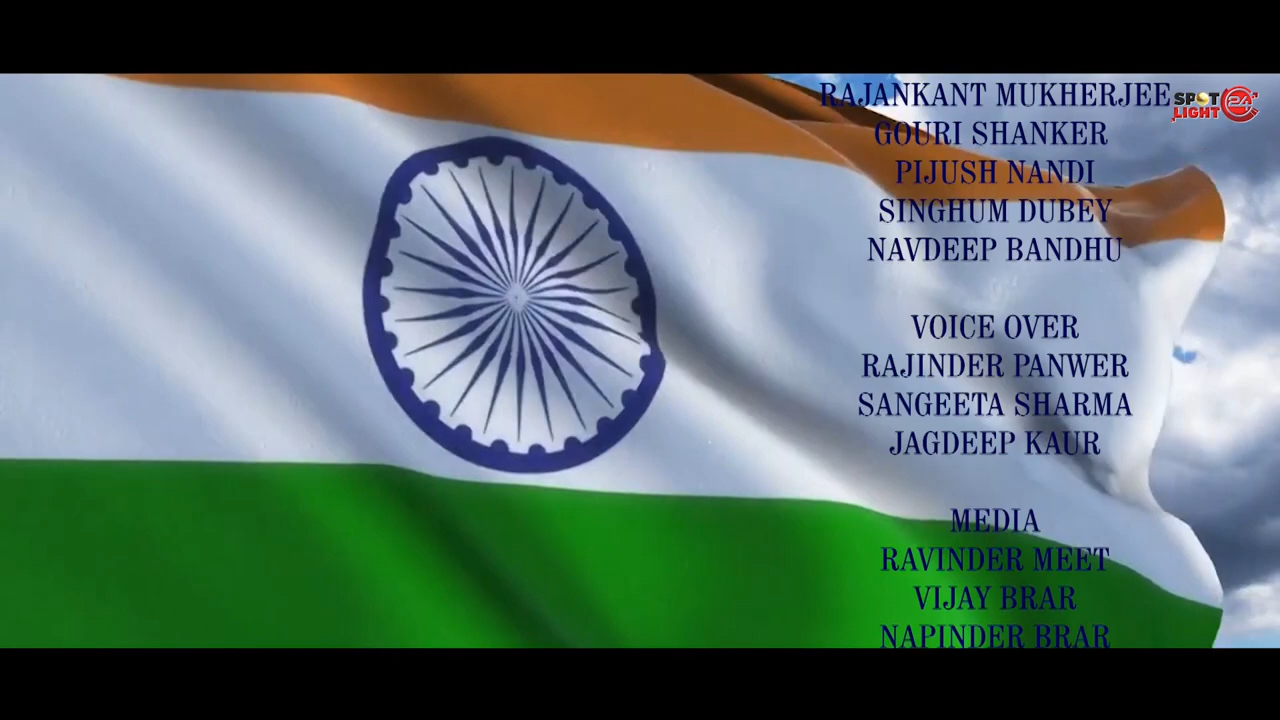 RAJANKANT MUKHERJEE
SPOT LIGHT 24
GOURI SHANKER
PIJUSH NANDI
SINGHUM DUBEY
NAVDEEP BANDHU
VOICE OVER
RAJINDER PANWER
SANGEETA SHARMA
JAGDEEP KAUR
MEDIA
RAVINDER MEET
VIJAY BRAR
NAPINDER BRAR